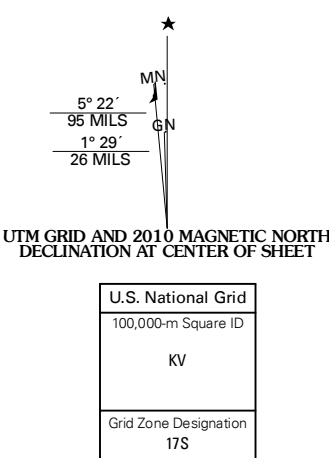 MN
5° 22´
95 MILS
GN
1° 29´
26 MILS
UTM GRID AND 2010 MAGNETIC NORTH
DECLINATION AT CENTER OF SHEET
U.S. National Grid
100,000-m Square ID
KV
Grid Zone Designation
17S